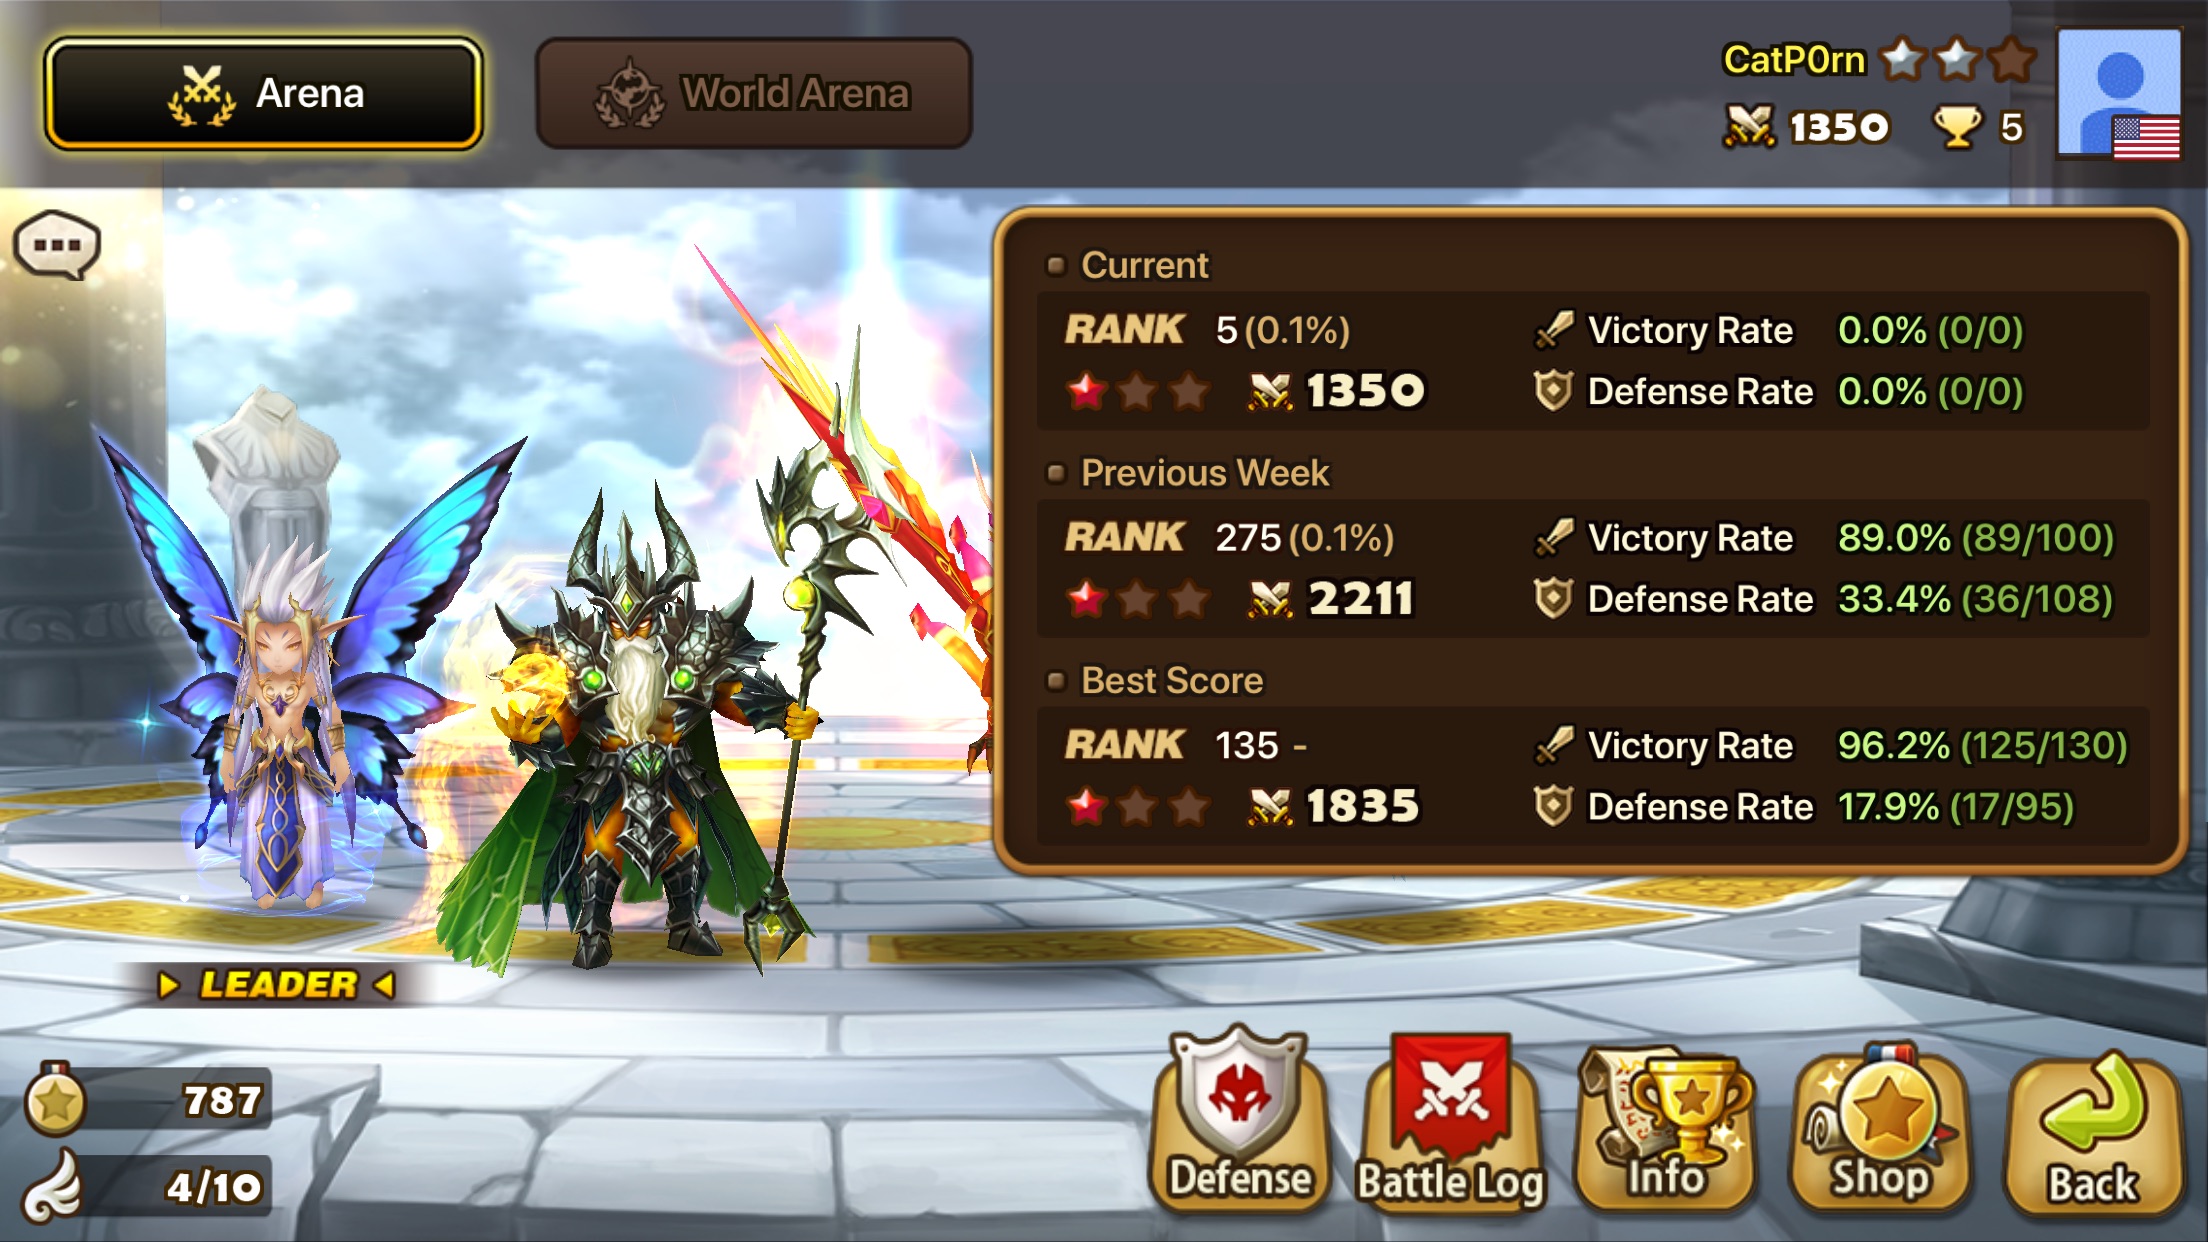 Arena
World Arena
CatP0rn
1350 5
Current
RANK 5 (0.1%)
Victory Rate 0.0% (0/0)
1350
Defense Rate 0.0% (0/0)
Previous Week
RANK 275 (0.1%)
Victory Rate 89.0% (89/100)
2211
Defense Rate 33.4% (36/108)
Best Score
RANK 135 -
Victory Rate 96.2% (125/130)
1835
Defense Rate 17.9% (17/95)
LEADER
787
4/10
Defense
Battle Log
Info
Shop
Back